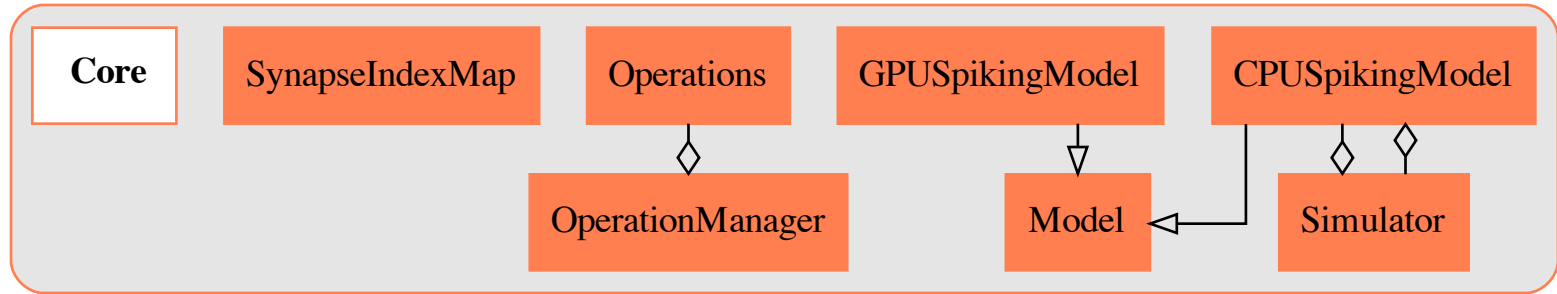 Core
SynapseIndexMap
Operations
GPUSpikingModel
CPUSpikingModel
OperationManager
Model
Simulator